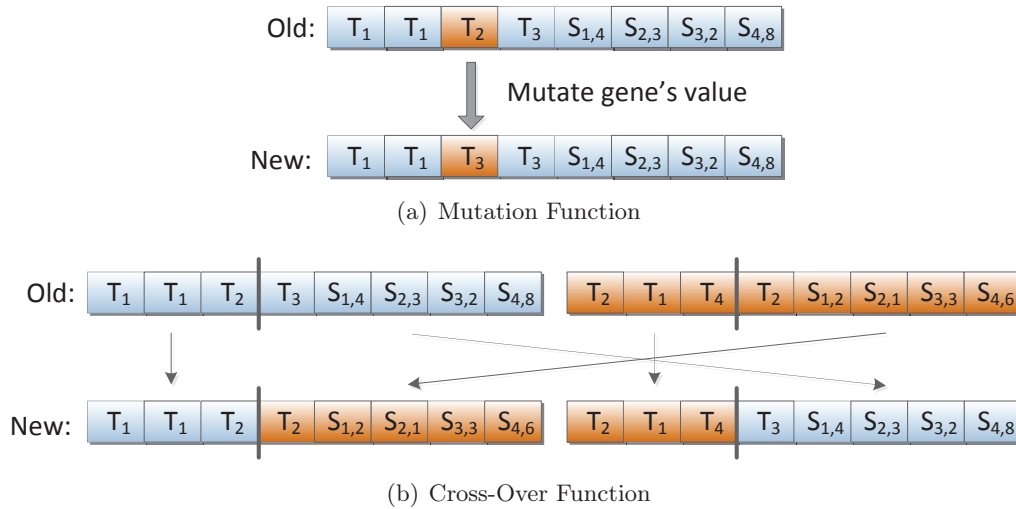 Old: T1 T1 T2 T3 S1,4 S2,3 S3,2 S4,8
Mutate gene's value
New: T1 T1 T3 T3 S1,4 S2,3 S3,2 S4,8
(a) Mutation Function
Old: T1 T1 T2 T3 S1,4 S2,3 S3,2 S4,8 T2 T1 T4 T2 S1,2 S2,1 S3,3 S4,6
New: T1 T1 T2 T2 S1,2 S2,1 S3,3 S4,6 T2 T1 T4 T3 S1,4 S2,3 S3,2 S4,8
(b) Cross-Over Function